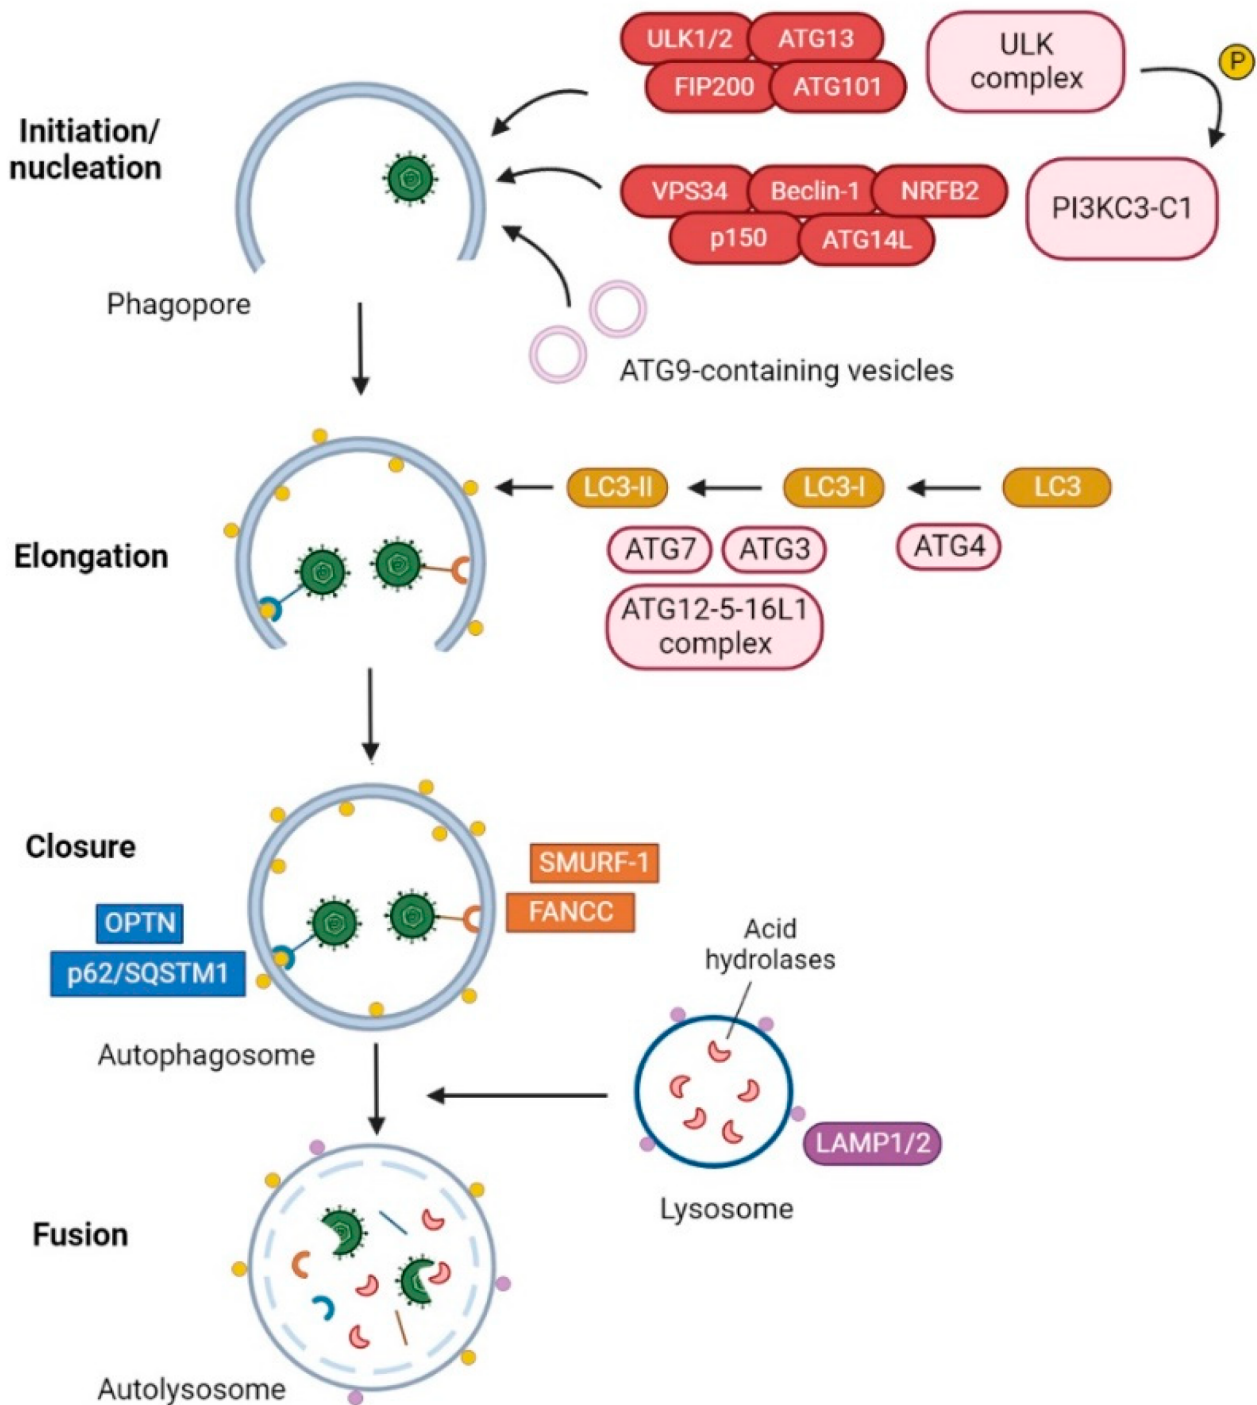 ULK1/2
ATG13
FIP200
ATG101
ULK
complex
P
Initiation/
nucleation
VPS34
Beclin-1
NRFB2
p150
ATG14L
PI3KC3-C1
Phagopore
ATG9-containing vesicles
Elongation
LC3-II
LC3-I
LC3
ATG7
ATG3
ATG4
ATG12-5-16L1
complex
Closure
SMURF-1
FANCC
OPTN
p62/SQSTM1
Autophagosome
Acid
hydrolases
LAMP1/2
Lysosome
Fusion
Autolysosome